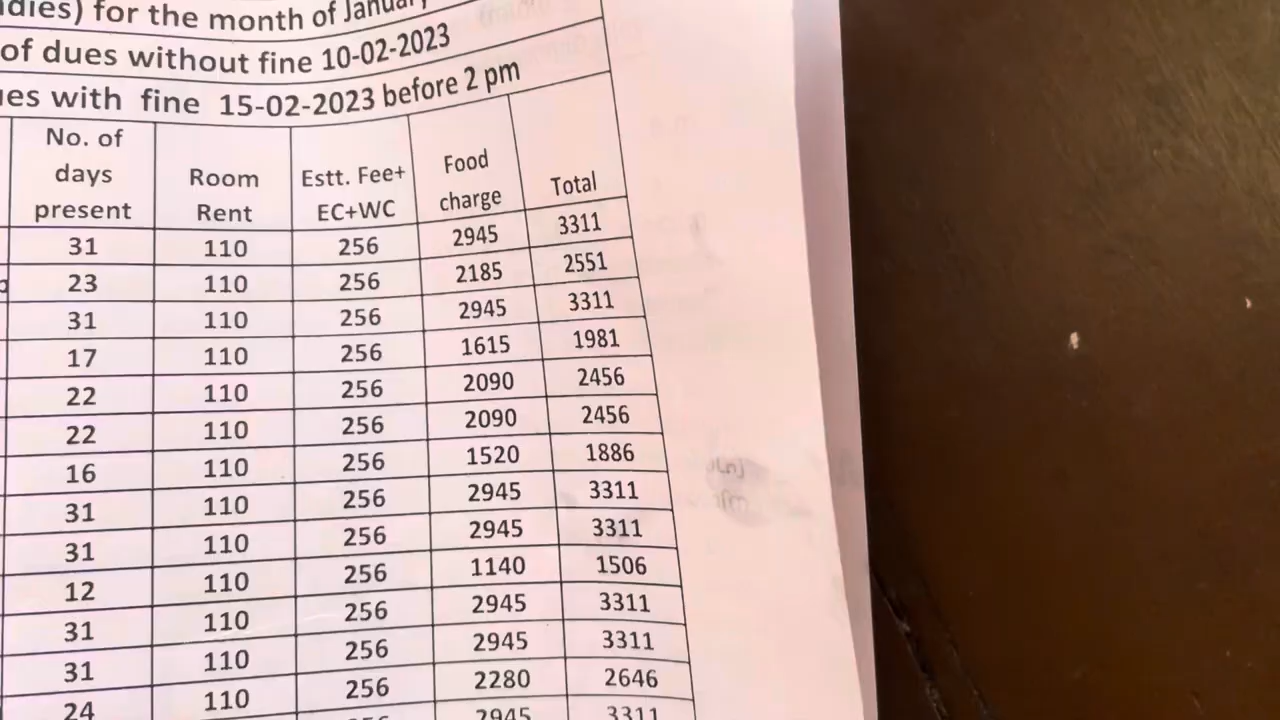 for the month of January
of dues without fine 10-02-2023
with fine 15-02-2023 before 2 pm
No. of days present Room Rent Estt. Fee+ EC+WC Food charge Total
31 110 256 2945 3311
23 110 256 2185 2551
31 110 256 2945 3311
17 110 256 1615 1981
22 110 256 2090 2456
22 110 256 2090 2456
16 110 256 1520 1886
31 110 256 2945 3311
31 110 256 2945 3311
12 110 256 1140 1506
31 110 256 2945 3311
31 110 256 2945 3311
24 110 256 2280 2646
2945 3311